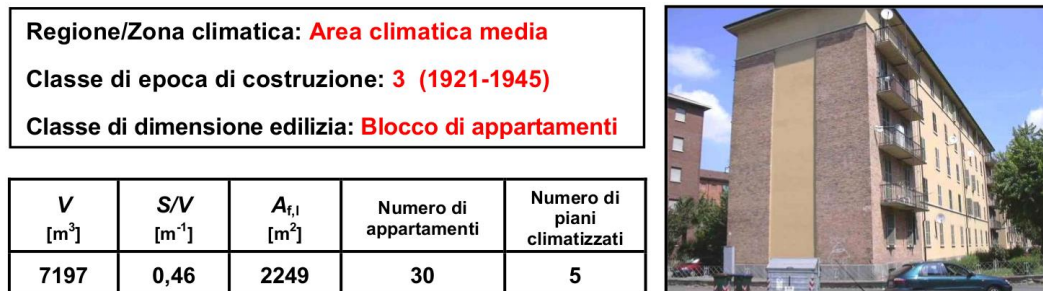 Regione/Zona climatica: Area climatica media
Classe di epoca di costruzione: 3 (1921-1945)
Classe di dimensione edilizia: Blocco di appartamenti
V [m³] S/V [m⁻¹] A_f,l [m²] Numero di appartamenti Numero di piani climatizzati
7197 0,46 2249 30 5